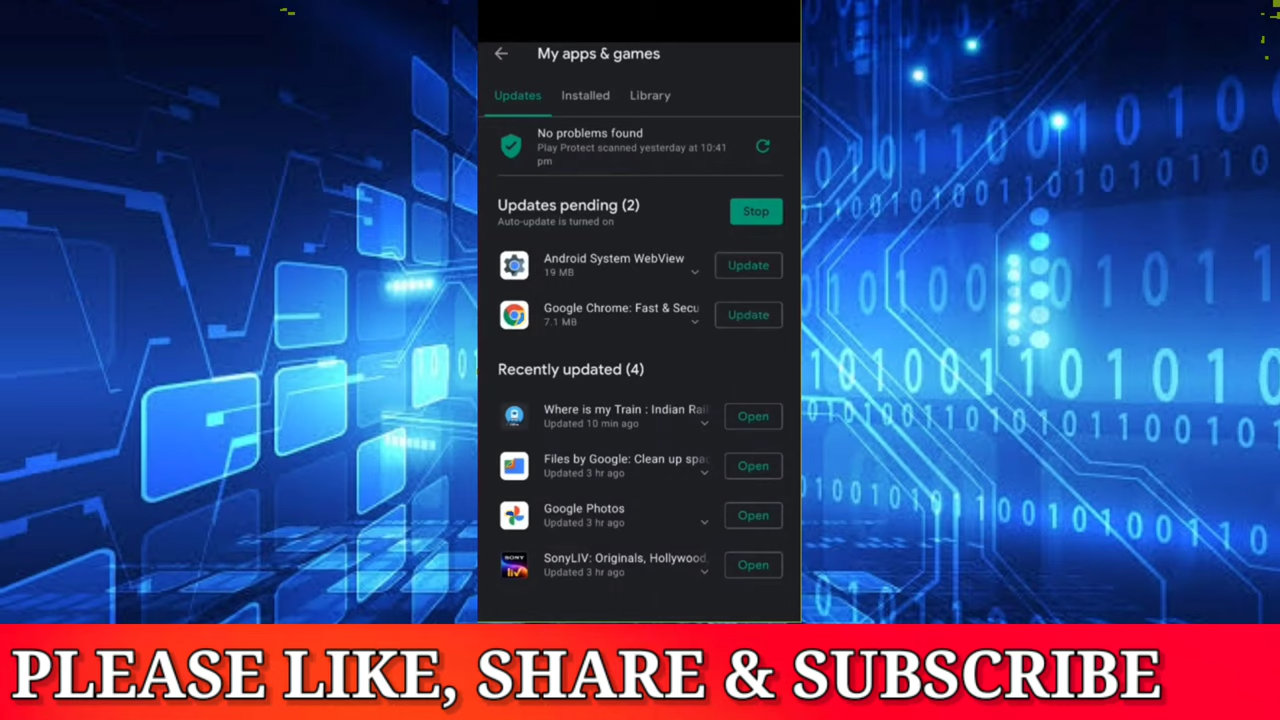 My apps & games
Updates Installed Library
No problems found
Play Protect scanned yesterday at 10:41
pm
Updates pending (2)
Stop
Auto-update is turned on
Android System WebView
19 MB
Update
Google Chrome: Fast & Secu
7.1 MB
Update
Recently updated (4)
Where is my Train : Indian Rail
Updated 10 min ago
Open
Files by Google: Clean up spac
Updated 3 hr ago
Open
Google Photos
Updated 3 hr ago
Open
SONY
liv
SonyLIV: Originals, Hollywood,
Updated 3 hr ago
Open
PLEASE LIKE, SHARE & SUBSCRIBE